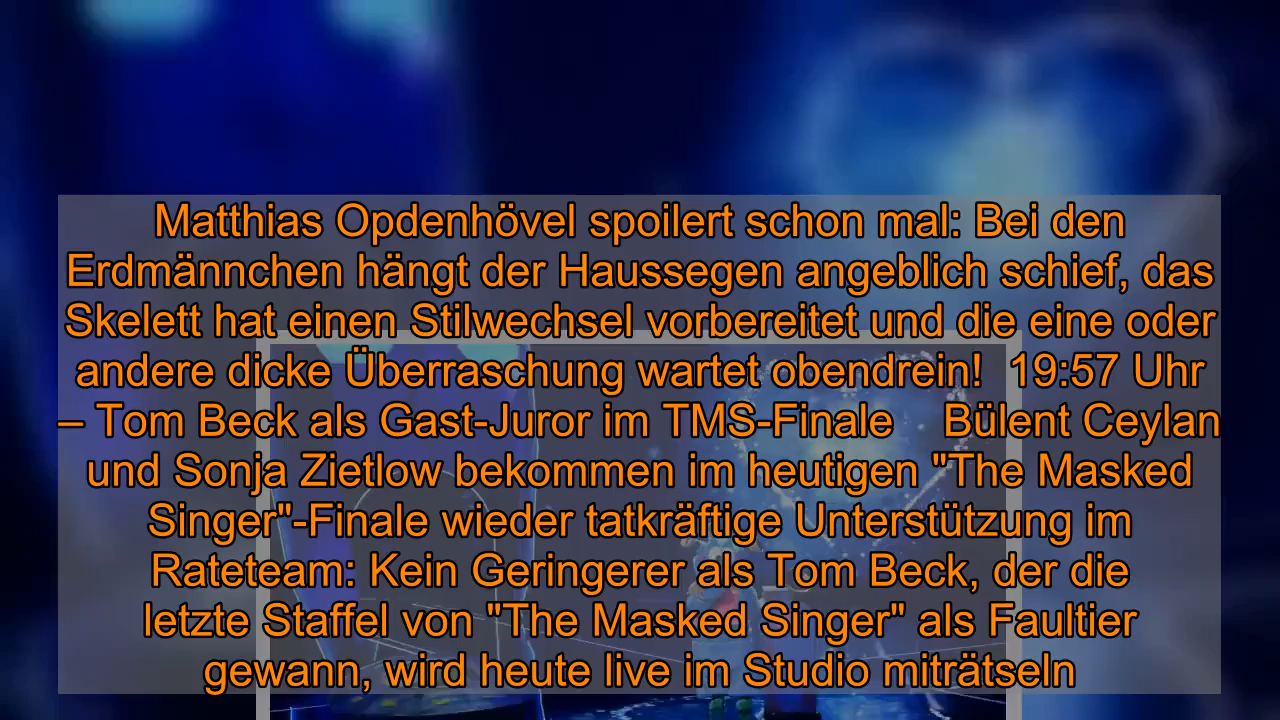 Matthias Opdenhövel spoilert schon mal: Bei den
Erdmännchen hängt der Haussegen angeblich schief, das
Skelett hat einen Stilwechsel vorbereitet und die eine oder
andere dicke Überraschung wartet obendrein!  19:57 Uhr
– Tom Beck als Gast-Juror im TMS-Finale    Bülent Ceylan
und Sonja Zietlow bekommen im heutigen "The Masked
Singer"-Finale wieder tatkräftige Unterstützung im
Rateteam: Kein Geringerer als Tom Beck, der die
letzte Staffel von "The Masked Singer" als Faultier
gewann, wird heute live im Studio miträtseln